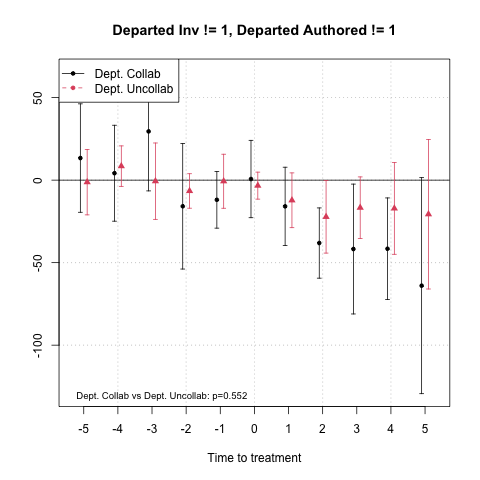 Departed Inv != 1, Departed Authored != 1
Dept. Collab
Dept. Uncollab
50
0
-50
-100
Dept. Collab vs Dept. Uncollab: p=0.552
-5 -4 -3 -2 -1 0 1 2 3 4 5
Time to treatment